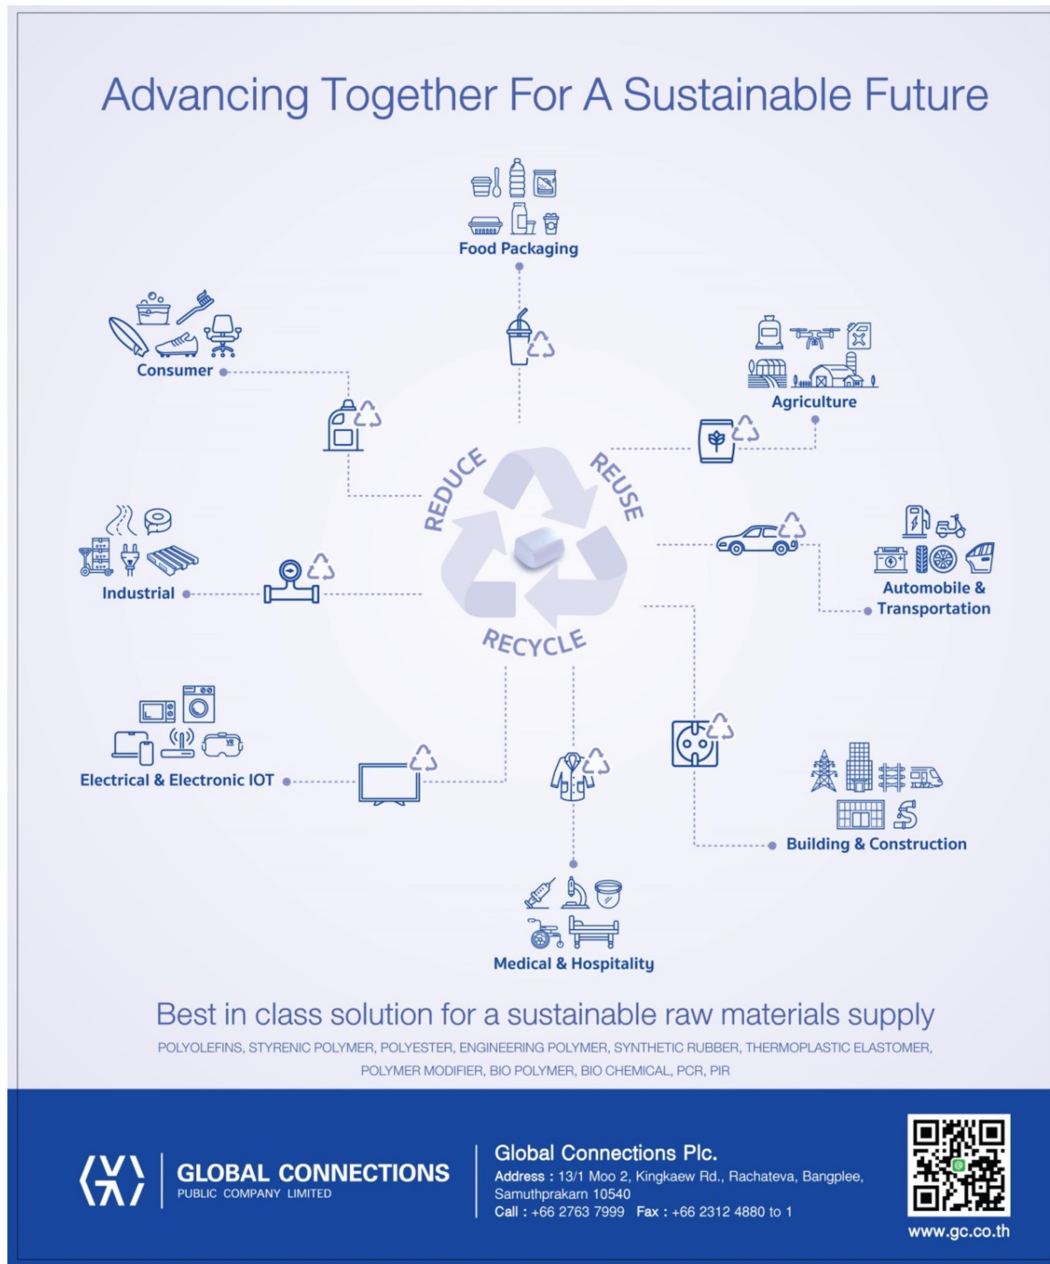 Advancing Together For A Sustainable Future
Food Packaging
Consumer
Agriculture
REDUCE
REUSE
RECYCLE
Industrial
Automobile &
Transportation
Electrical & Electronic IOT
VR
Building & Construction
Medical & Hospitality
Best in class solution for a sustainable raw materials supply
POLYOLEFINS, STYRENIC POLYMER, POLYESTER, ENGINEERING POLYMER, SYNTHETIC RUBBER, THERMOPLASTIC ELASTOMER,
POLYMER MODIFIER, BIO POLYMER, BIO CHEMICAL, PCR, PIR
GLOBAL CONNECTIONS
PUBLIC COMPANY LIMITED
Global Connections Plc.
Address : 13/1 Moo 2, Kingkaew Rd., Rachateva, Bangplee,
Samuthprakarn 10540
Call : +66 2763 7999 Fax : +66 2312 4880 to 1
www.gc.co.th